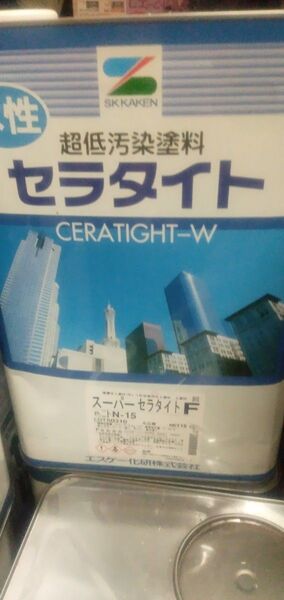 SK KAKEN
性
超低汚染塗料
セラタイト
CERATIGHT-W
スーパーセラタイトF
N-15
エスケー化研株式会社